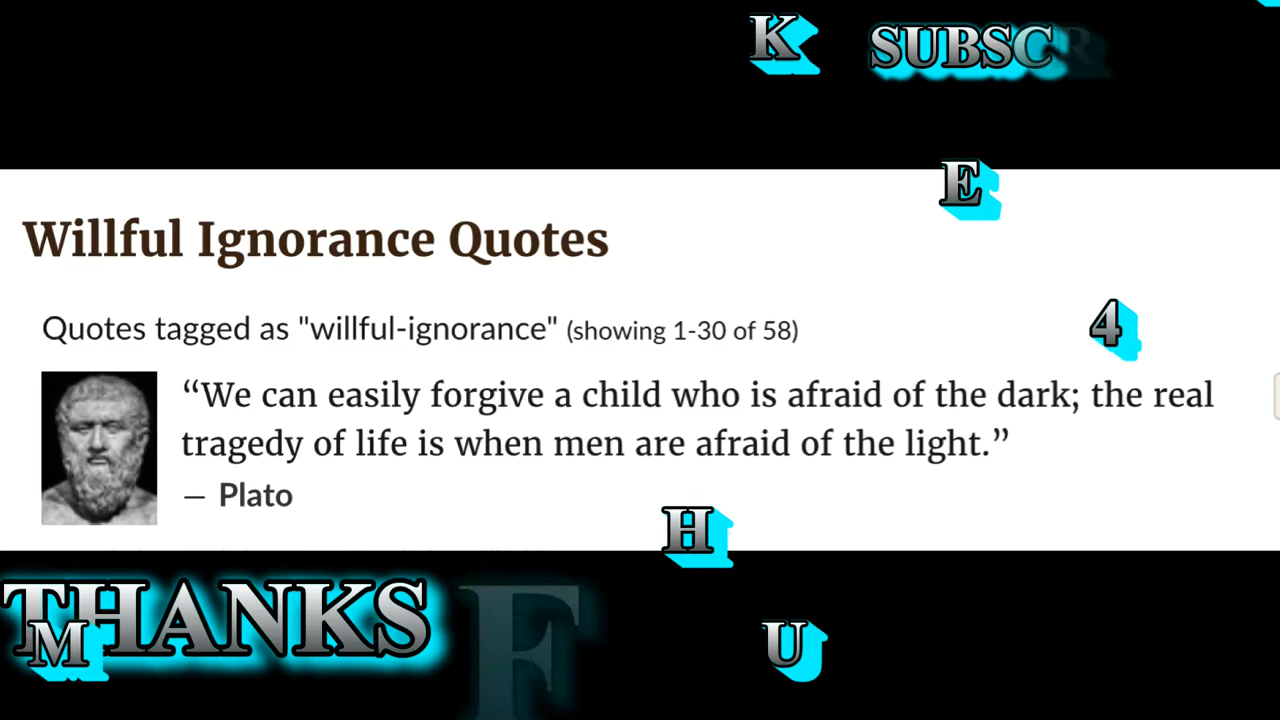 K
SUBSC
E
Willful Ignorance Quotes
4
Quotes tagged as "willful-ignorance" (showing 1-30 of 58)
“We can easily forgive a child who is afraid of the dark; the real
tragedy of life is when men are afraid of the light.”
— Plato
H
THANKS F
M
U